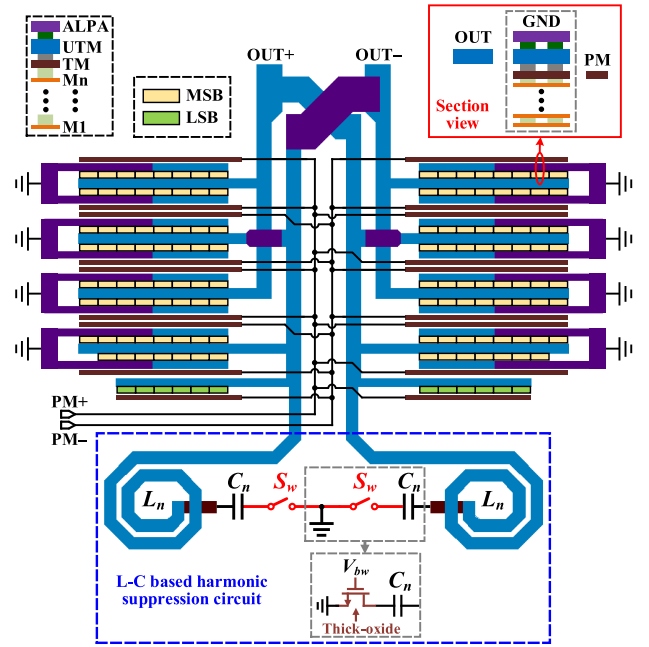 ALPA
UTM
TM
Mn
M1
MSB
LSB
OUT+
OUT−
OUT
GND
PM
Section
view
PM+
PM−
Ln
Cn
Sw
Sw
Cn
Ln
L-C based harmonic
suppression circuit
Vbw
Cn
Thick-oxide